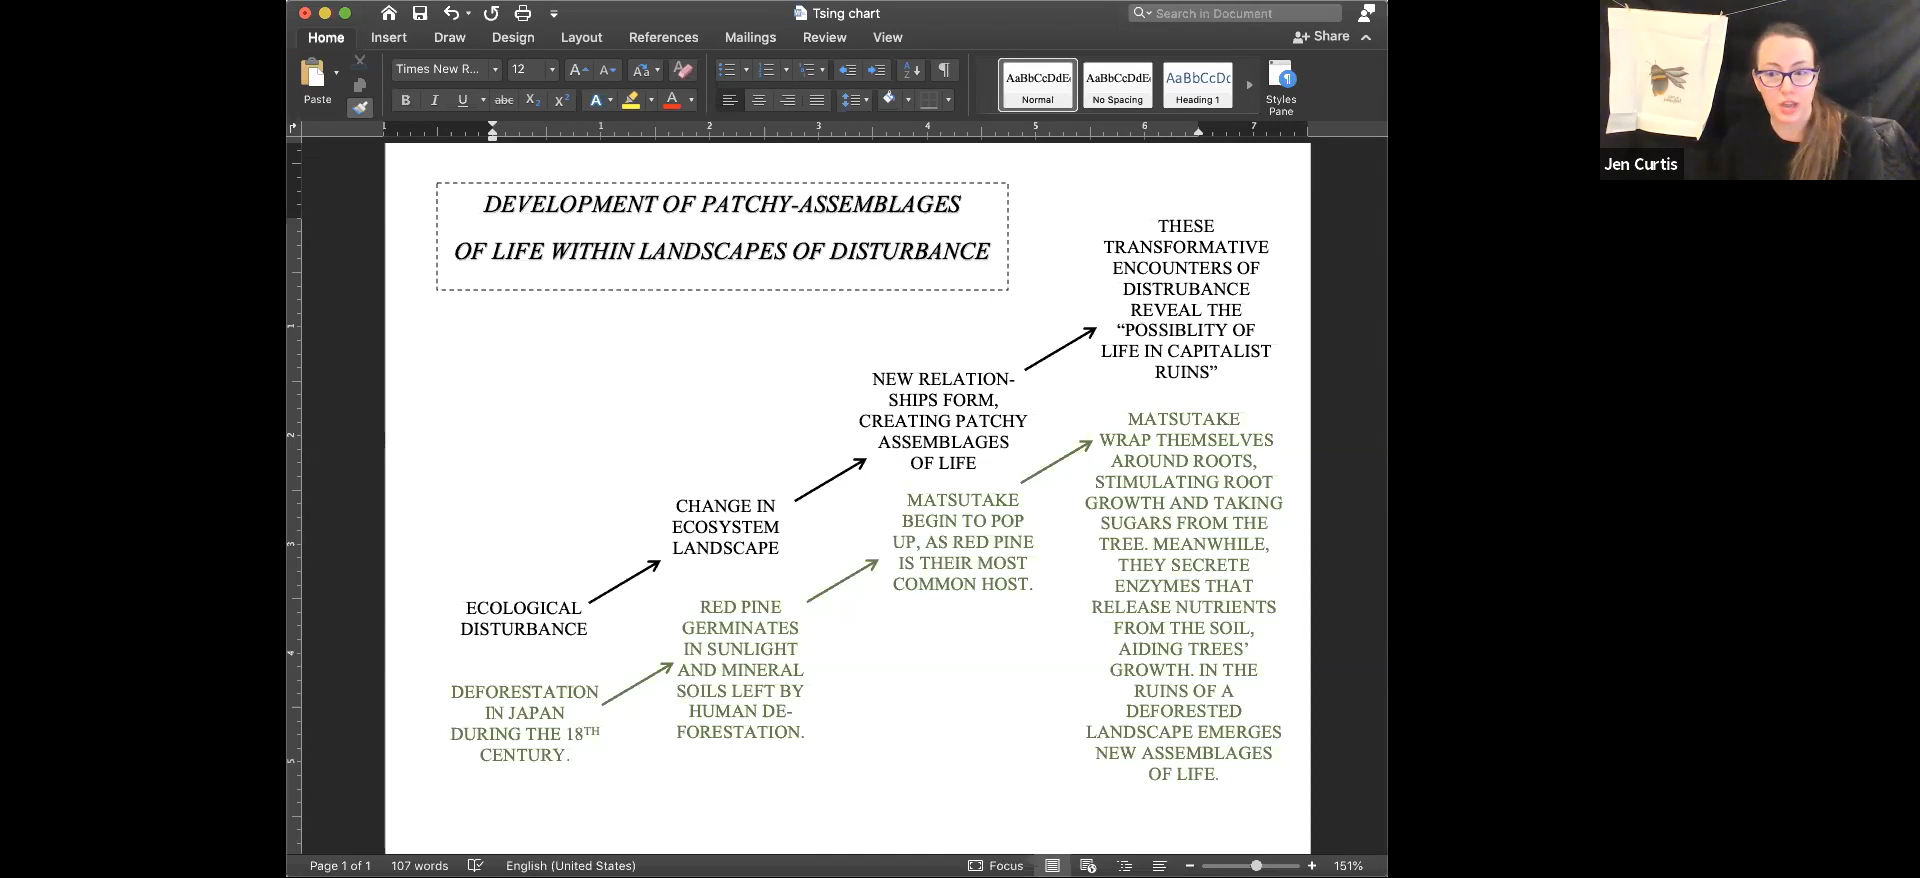 Tsing chart
Search in Document
Home Insert Draw Design Layout References Mailings Review View
Share
Paste
Times New R... 12
AaBbCcDdE AaBbCcDdE AaBbCcDc
Normal No Spacing Heading 1
Styles
Pane
Jen Curtis
DEVELOPMENT OF PATCHY-ASSEMBLAGES
OF LIFE WITHIN LANDSCAPES OF DISTURBANCE
ECOLOGICAL
DISTURBANCE
CHANGE IN
ECOSYSTEM
LANDSCAPE
NEW RELATION-
SHIPS FORM,
CREATING PATCHY
ASSEMBLAGES
OF LIFE
THESE
TRANSFORMATIVE
ENCOUNTERS OF
DISTRUBANCE
REVEAL THE
“POSSIBLITY OF
LIFE IN CAPITALIST
RUINS”
DEFORESTATION
IN JAPAN
DURING THE 18TH
CENTURY.
RED PINE
GERMINATES
IN SUNLIGHT
AND MINERAL
SOILS LEFT BY
HUMAN DE-
FORESTATION.
MATSUTAKE
BEGIN TO POP
UP, AS RED PINE
IS THEIR MOST
COMMON HOST.
MATSUTAKE
WRAP THEMSELVES
AROUND ROOTS,
STIMULATING ROOT
GROWTH AND TAKING
SUGARS FROM THE
TREE. MEANWHILE,
THEY SECRETE
ENZYMES THAT
RELEASE NUTRIENTS
FROM THE SOIL,
AIDING TREES’
GROWTH. IN THE
RUINS OF A
DEFORESTED
LANDSCAPE EMERGES
NEW ASSEMBLAGES
OF LIFE.
Page 1 of 1 107 words English (United States) Focus 151%